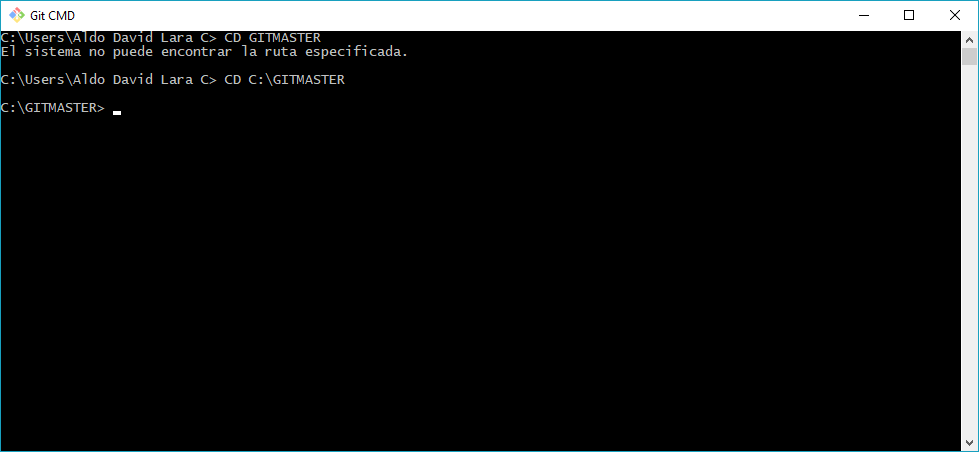 Git CMD
C:\Users\Aldo David Lara C> CD GITMASTER
El sistema no puede encontrar la ruta especificada.
C:\Users\Aldo David Lara C> CD C:\GITMASTER
C:\GITMASTER>